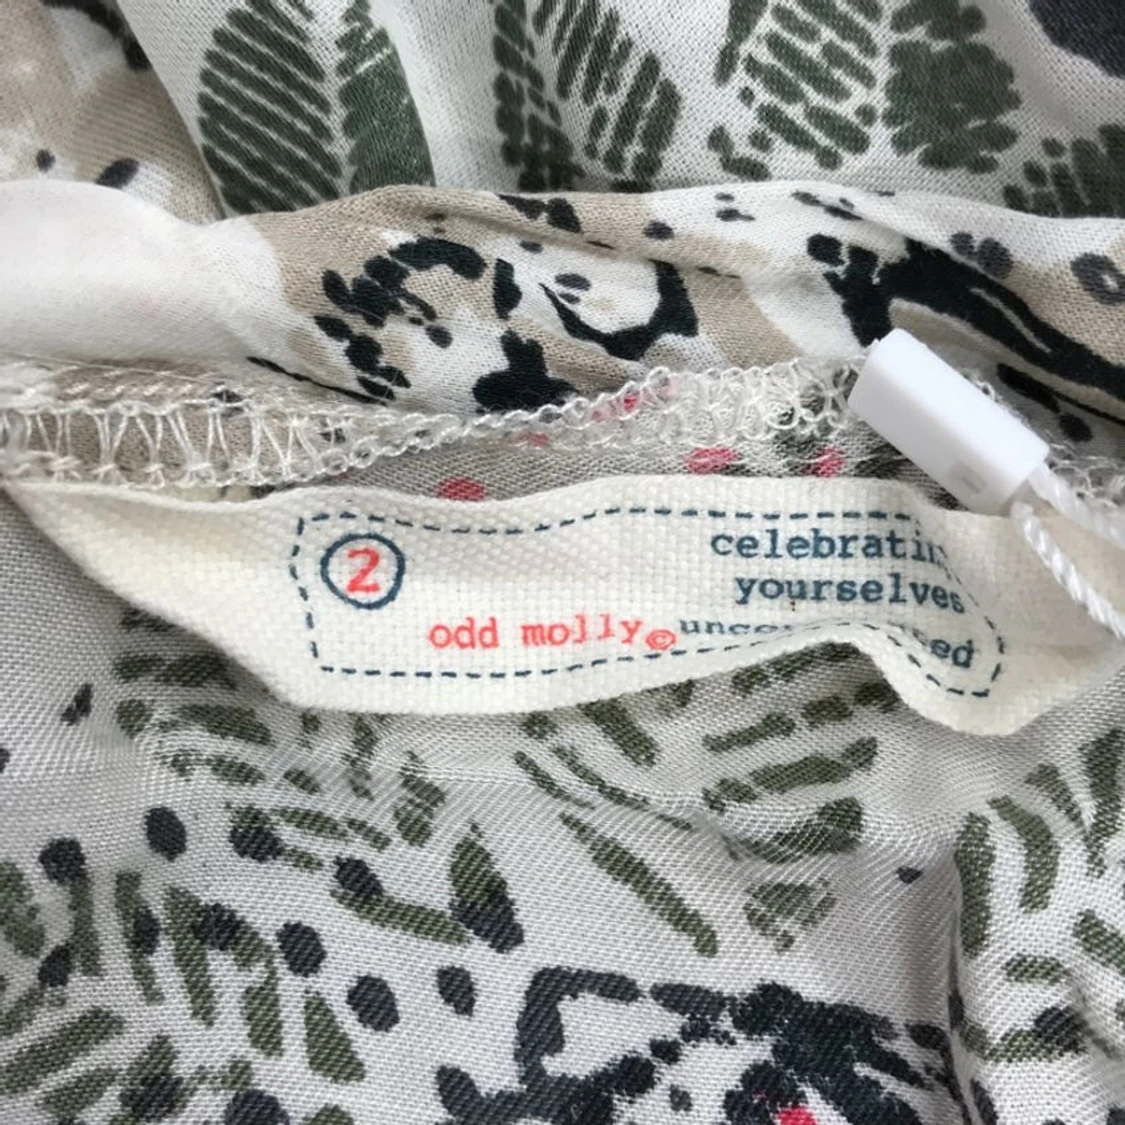 2
celebratin
yourselves
odd molly©